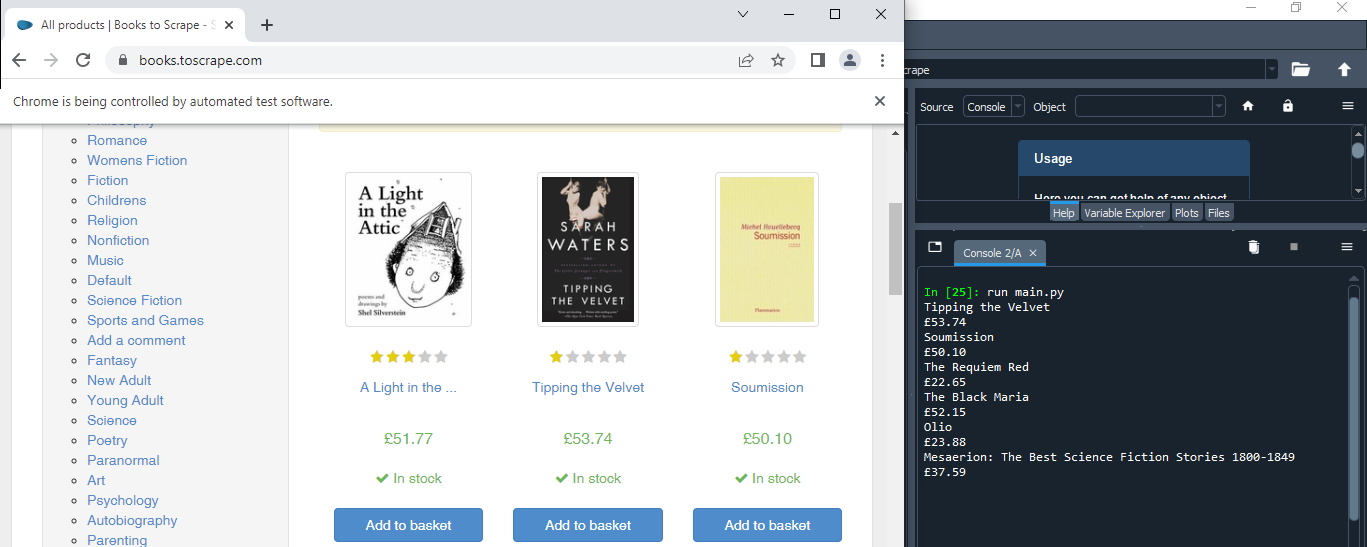 All products | Books to Scrape - S
books.toscrape.com
Chrome is being controlled by automated test software.
Philosophy
Romance
Womens Fiction
Fiction
Childrens
Religion
Nonfiction
Music
Default
Science Fiction
Sports and Games
Add a comment
Fantasy
New Adult
Young Adult
Science
Poetry
Paranormal
Art
Psychology
Autobiography
Parenting
A Light
in the
Attic
poems and
drawings by
Shel Silverstein
A Light in the ...
£51.77
In stock
Add to basket
SARAH
WATERS
TIPPING
THE VELVET
Tipping the Velvet
£53.74
In stock
Add to basket
Michel Houellebecq
Soumission
Flammarion
Soumission
£50.10
In stock
Add to basket
crape
Source Console Object
Usage
Here you can get help of any object
Help Variable Explorer Plots Files
Console 2/A
In [25]: run main.py
Tipping the Velvet
£53.74
Soumission
£50.10
The Requiem Red
£22.65
The Black Maria
£52.15
Olio
£23.88
Mesaerion: The Best Science Fiction Stories 1800-1849
£37.59